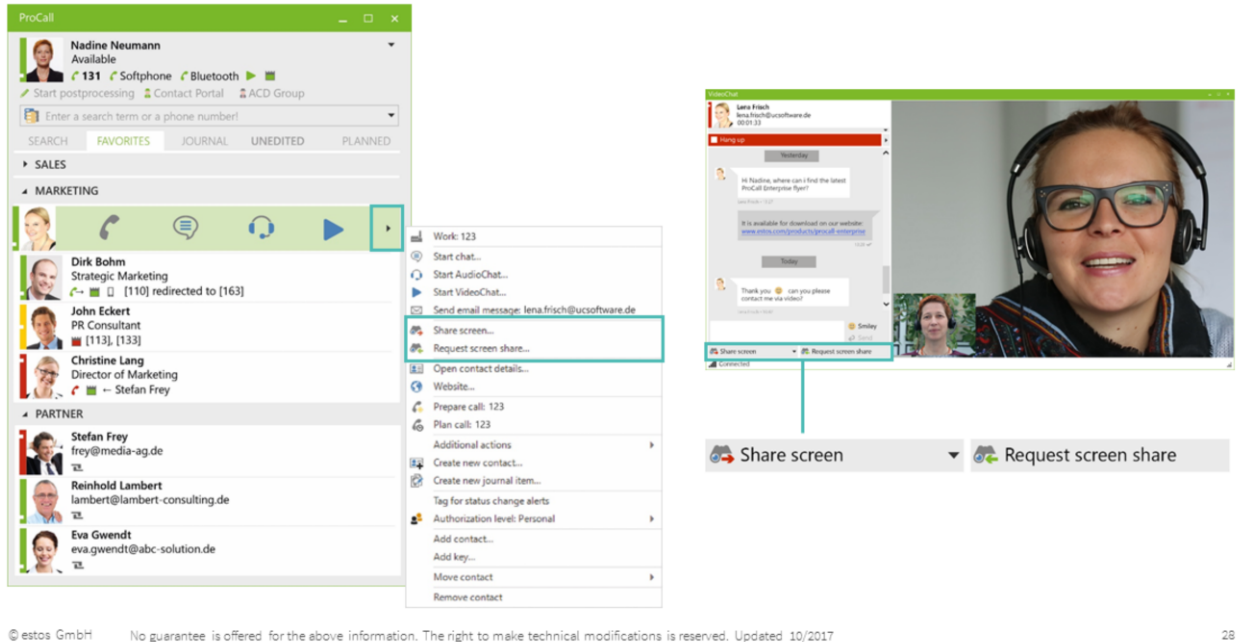 ProCall
Nadine Neumann
Available
131 Softphone Bluetooth
Start postprocessing Contact Portal ACD Group
Enter a search term or a phone number!
SEARCH FAVORITES JOURNAL UNEDITED PLANNED
SALES
MARKETING
Dirk Bohm
Strategic Marketing
[110] redirected to [163]
John Eckert
PR Consultant
[113], [133]
Christine Lang
Director of Marketing
← Stefan Frey
PARTNER
Stefan Frey
frey@media-ag.de
Reinhold Lambert
lambert@lambert-consulting.de
Eva Gwendt
eva.gwendt@abc-solution.de
Work: 123
Start chat...
Start AudioChat...
Start VideoChat...
Send email message: lena.frisch@ucsoftware.de
Share screen...
Request screen share...
Open contact details...
Website...
Prepare call: 123
Plan call: 123
Additional actions
Create new contact...
Create new journal item...
Tag for status change alerts
Authorization level: Personal
Add contact...
Add key...
Move contact
Remove contact
VideoChat
Lena Frisch
lena.frisch@ucsoftware.de
00:01:33
Hang up
Yesterday
Hi Nadine, where can i find the latest
ProCall Enterprise flyer?
It is available for download on our website:
www.estos.com/products/procall-enterprise
Today
Thank you can you please
contact me via video?
Smiley
Send
Share screen Request screen share
Connected
Share screen Request screen share
© estos GmbH No guarantee is offered for the above information. The right to make technical modifications is reserved. Updated 10/2017 28